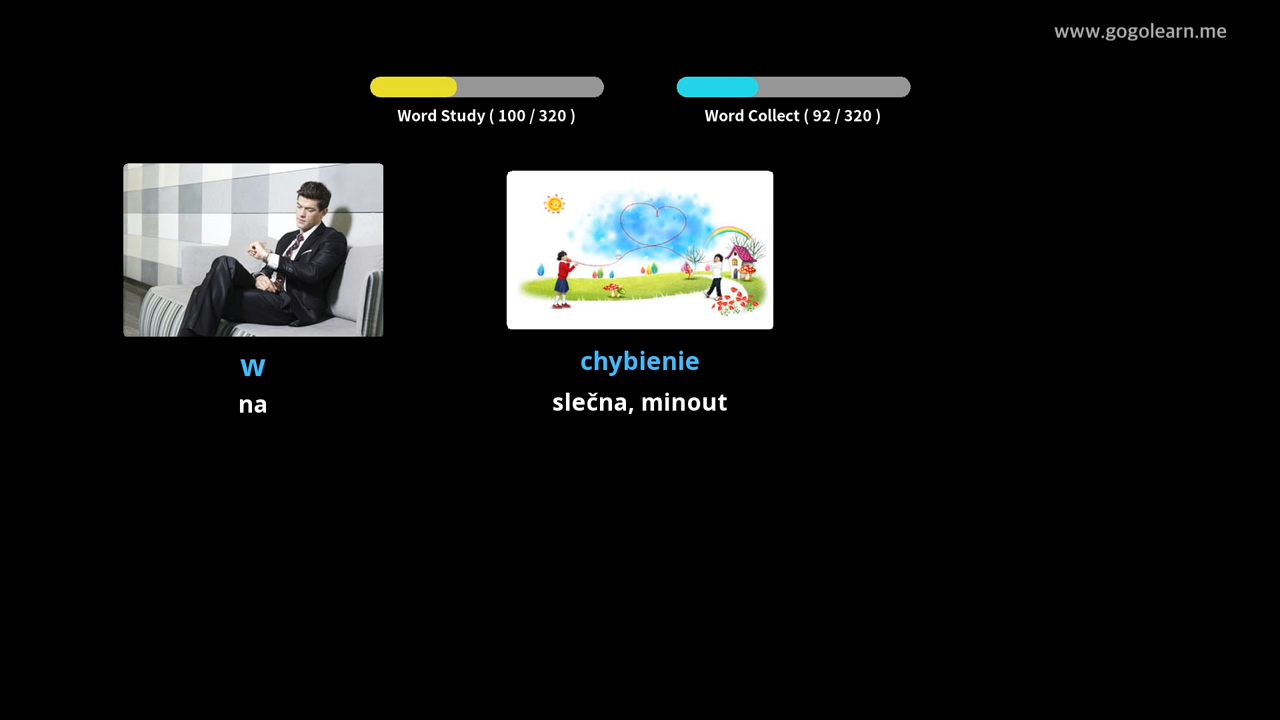 www.gogolearn.me
Word Study ( 100 / 320 )
Word Collect ( 92 / 320 )
w
na
chybienie
slečna, minout